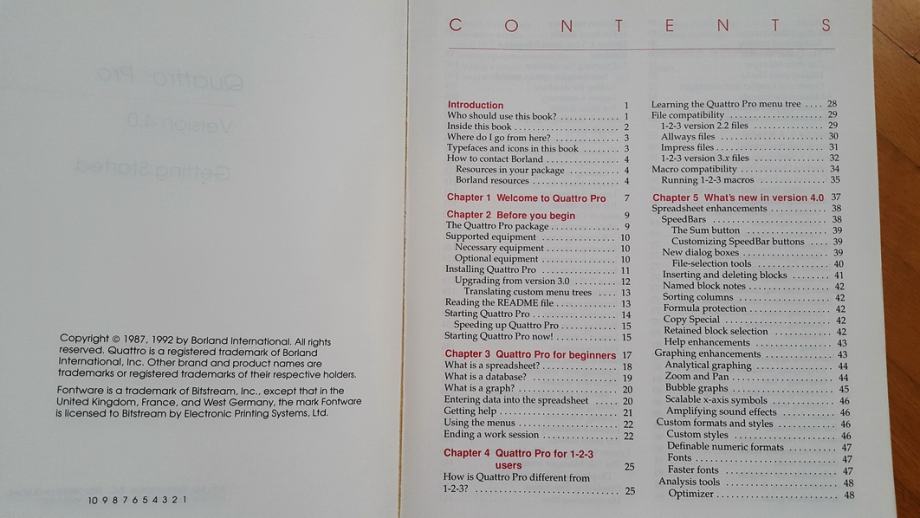 Quattro Pro
Version 4.0
Getting Started
Copyright © 1987, 1992 by Borland International. All rights
reserved. Quattro is a registered trademark of Borland
International, Inc. Other brand and product names are
trademarks or registered trademarks of their respective holders.
Fontware is a trademark of Bitstream, Inc., except that in the
United Kingdom, France, and West Germany, the mark Fontware
is licensed to Bitstream by Electronic Printing Systems, Ltd.
10 9 8 7 6 5 4 3 2 1
C O N T E N T S
Introduction 1
Who should use this book? . . . . . . . . . . . 1
Inside this book . . . . . . . . . . . . . . . . . . 2
Where do I go from here? . . . . . . . . . . . . 3
Typefaces and icons in this book . . . . . . . 3
How to contact Borland . . . . . . . . . . . . . 4
Resources in your package . . . . . . . . . . 4
Borland resources . . . . . . . . . . . . . . . . 4
Chapter 1 Welcome to Quattro Pro 7
Chapter 2 Before you begin 9
The Quattro Pro package . . . . . . . . . . . . 9
Supported equipment . . . . . . . . . . . . . . 10
Necessary equipment . . . . . . . . . . . . . 10
Optional equipment . . . . . . . . . . . . . . 10
Installing Quattro Pro . . . . . . . . . . . . . . 11
Upgrading from version 3.0 . . . . . . . . . 12
Translating custom menu trees . . . . 13
Reading the README file . . . . . . . . . . . . 13
Starting Quattro Pro . . . . . . . . . . . . . . . 14
Speeding up Quattro Pro . . . . . . . . . . . 15
Starting Quattro Pro now! . . . . . . . . . . . 15
Chapter 3 Quattro Pro for beginners 17
What is a spreadsheet? . . . . . . . . . . . . . 18
What is a database? . . . . . . . . . . . . . . . 19
What is a graph? . . . . . . . . . . . . . . . . . 20
Entering data into the spreadsheet . . . . . 20
Getting help . . . . . . . . . . . . . . . . . . . . 21
Using the menus . . . . . . . . . . . . . . . . . 22
Ending a work session . . . . . . . . . . . . . . 22
Chapter 4 Quattro Pro for 1-2-3
users 25
How is Quattro Pro different from
1-2-3? . . . . . . . . . . . . . . . . . . . . . . . . 25
Learning the Quattro Pro menu tree . . . . 28
File compatibility . . . . . . . . . . . . . . . . . 29
1-2-3 version 2.2 files . . . . . . . . . . . . . 29
Allways files . . . . . . . . . . . . . . . . . . . . 30
Impress files . . . . . . . . . . . . . . . . . . . . 31
1-2-3 version 3.x files . . . . . . . . . . . . . 32
Macro compatibility . . . . . . . . . . . . . . . 34
Running 1-2-3 macros . . . . . . . . . . . . . 35
Chapter 5 What's new in version 4.0 37
Spreadsheet enhancements . . . . . . . . . . . 38
SpeedBars . . . . . . . . . . . . . . . . . . . . . 38
The Sum button . . . . . . . . . . . . . . . . 39
Customizing SpeedBar buttons . . . . 39
New dialog boxes . . . . . . . . . . . . . . . . 39
File-selection tools . . . . . . . . . . . . . . 40
Inserting and deleting blocks . . . . . . . . 41
Named block notes . . . . . . . . . . . . . . . 42
Sorting columns . . . . . . . . . . . . . . . . . 42
Formula protection . . . . . . . . . . . . . . . 42
Copy Special . . . . . . . . . . . . . . . . . . . 42
Retained block selection . . . . . . . . . . . 42
Help enhancements . . . . . . . . . . . . . . 43
Graphing enhancements . . . . . . . . . . . . 43
Analytical graphing . . . . . . . . . . . . . . 44
Zoom and Pan . . . . . . . . . . . . . . . . . . 44
Bubble graphs . . . . . . . . . . . . . . . . . . 45
Scalable x-axis symbols . . . . . . . . . . . 46
Amplifying sound effects . . . . . . . . . . 46
Custom formats and styles . . . . . . . . . . . 46
Custom styles . . . . . . . . . . . . . . . . . . . 46
Definable numeric formats . . . . . . . . . 47
Fonts . . . . . . . . . . . . . . . . . . . . . . . . . 47
Faster fonts . . . . . . . . . . . . . . . . . . . . 47
Analysis tools . . . . . . . . . . . . . . . . . . . 48
Optimizer . . . . . . . . . . . . . . . . . . . . . 48